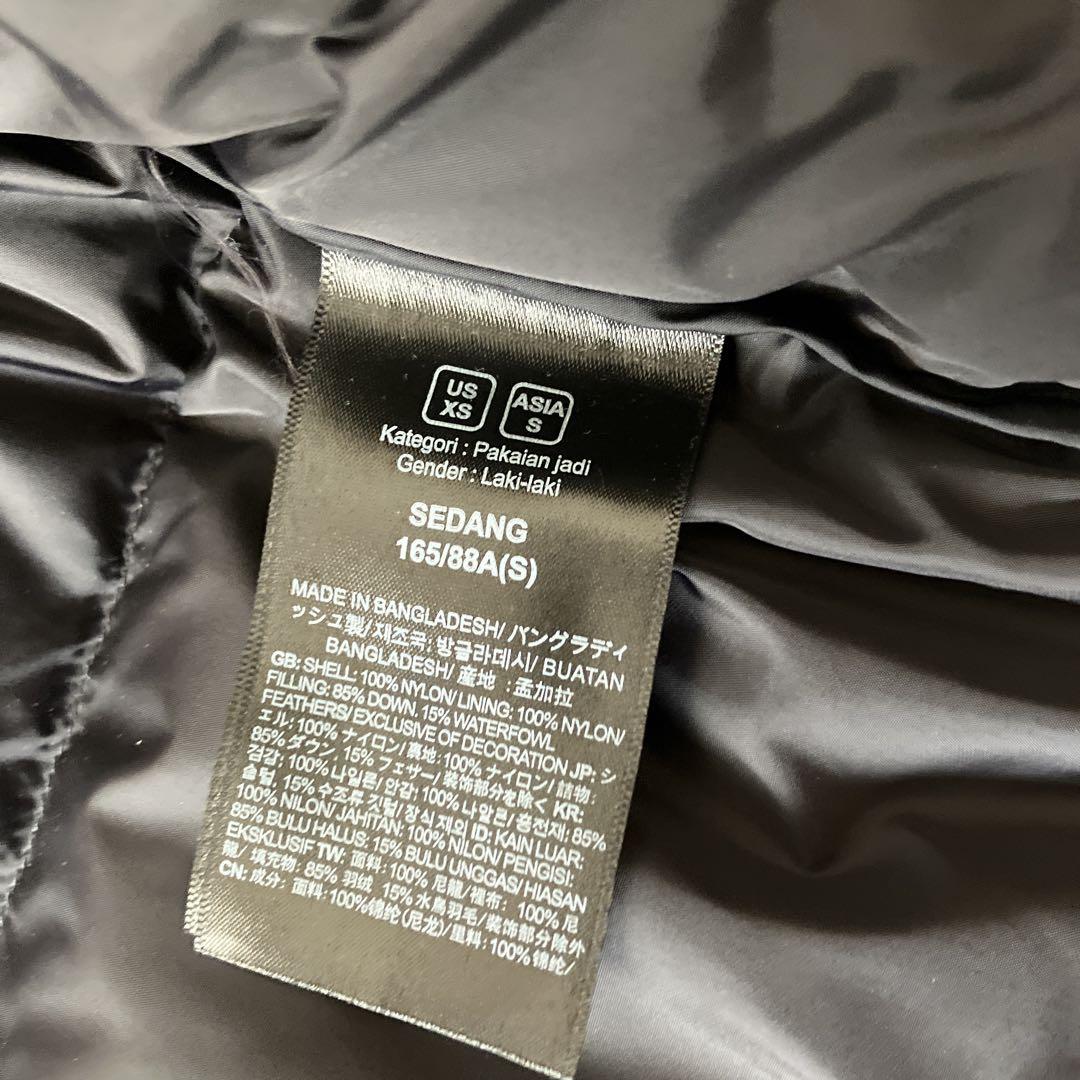 US XS
ASIA S
Kategori : Pakaian jadi
Gender : Laki-laki
SEDANG
165/88A(S)
MADE IN BANGLADESH/ バングラディ
ッシュ製/ 제조국: 방글라데시/ BUATAN
BANGLADESH/ 産地 : 孟加拉
GB: SHELL: 100% NYLON/ LINING: 100% NYLON/
FILLING: 85% DOWN, 15% WATERFOWL
FEATHERS/ EXCLUSIVE OF DECORATION JP: シ
ェル: 100% ナイロン/ 裏地: 100% ナイロン/ 詰物:
85% ダウン 15% フェザー/ 装飾部分を除く KR:
겉감: 100% 나일론/ 안감: 100% 나일론/ 충전재: 85%
솜털, 15% 수조류 깃털/ 장식 제외 ID: KAIN LUAR:
100% NILON/ JAHITAN: 100% NILON/ PENGISI:
85% BULU HALUS: 15% BULU UNGGAS/ HIASAN
EKSKLUSIF TW: 面料: 100% 尼龍/ 裡布: 100% 尼
龍/ 填充物: 85% 羽绒 15% 水鳥羽毛/ 裝飾部分除外
CN: 成分: 面料:100%锦纶(尼龙)/里料:100%锦纶/